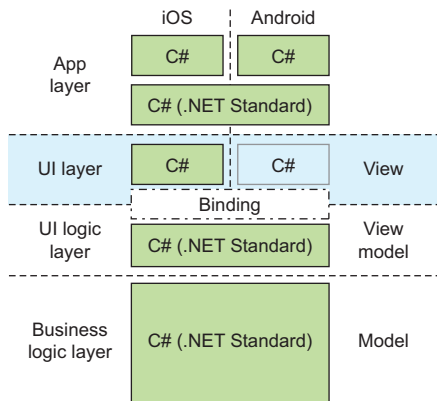 iOS Android
App
layer
C# C#
C# (.NET Standard)
UI layer C# C# View
Binding
UI logic
layer
C# (.NET Standard)
View
model
Business
logic layer
C# (.NET Standard)
Model